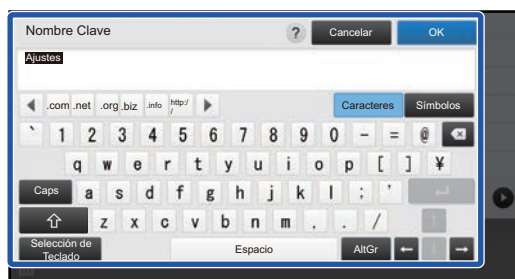 Nombre Clave ? Cancelar OK
Ajustes
.com .net .org .biz .info http:/ / Caracteres Símbolos
` 1 2 3 4 5 6 7 8 9 0 - = @
q w e r t y u i o p [ ] ¥
Caps a s d f g h j k l ; '
z x c v b n m , . /
Selección de Teclado Espacio AltGr